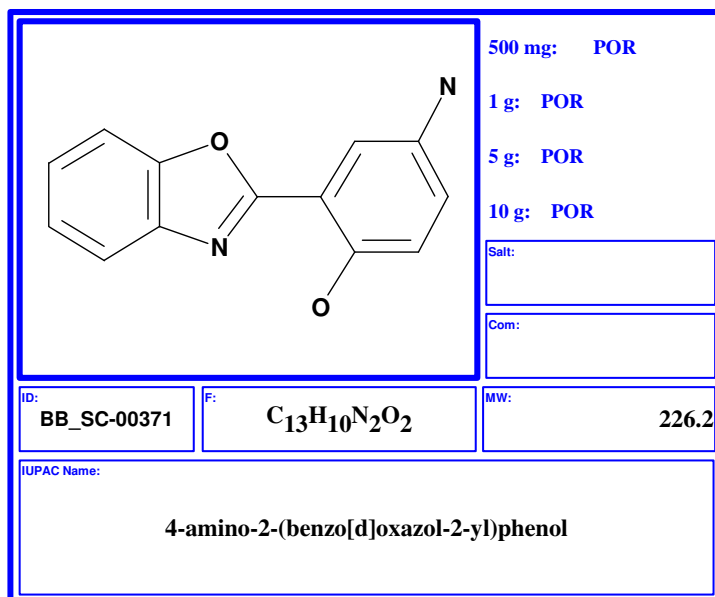 500 mg: POR
1 g: POR
5 g: POR
10 g: POR
N
O
N
O
Salt:
Com:
ID:
BB_SC-00371
F:
C13H10N2O2
MW:
226.2
IUPAC Name:
4-amino-2-(benzo[d]oxazol-2-yl)phenol